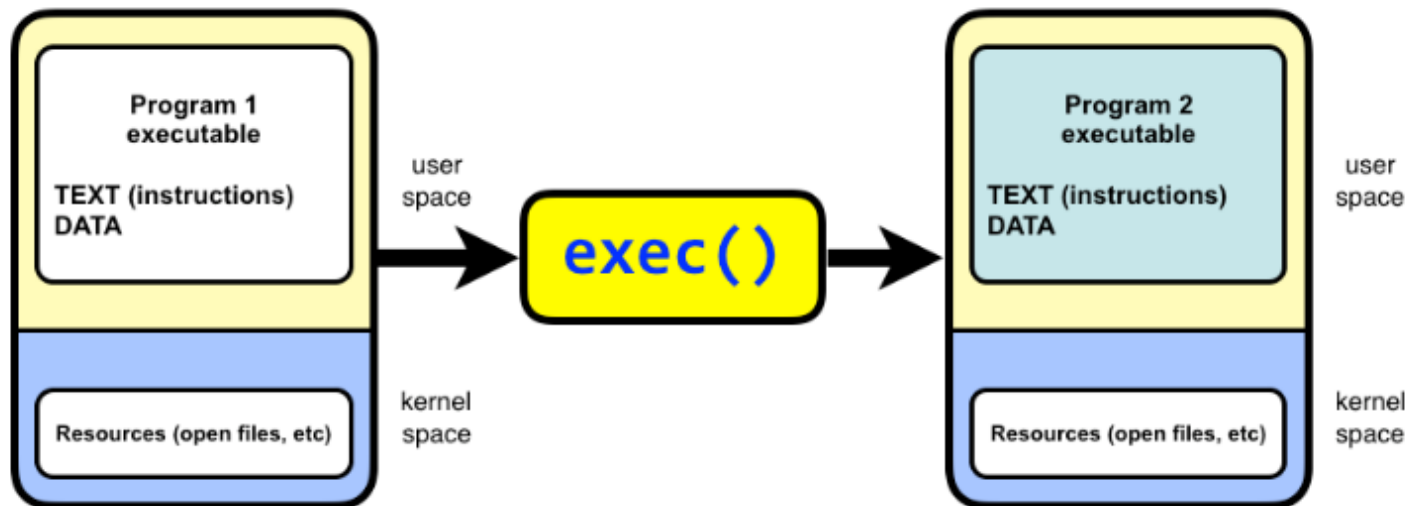 Program 1
executable
TEXT (instructions)
DATA
user
space
Resources (open files, etc)
kernel
space
exec()
Program 2
executable
TEXT (instructions)
DATA
user
space
Resources (open files, etc)
kernel
space